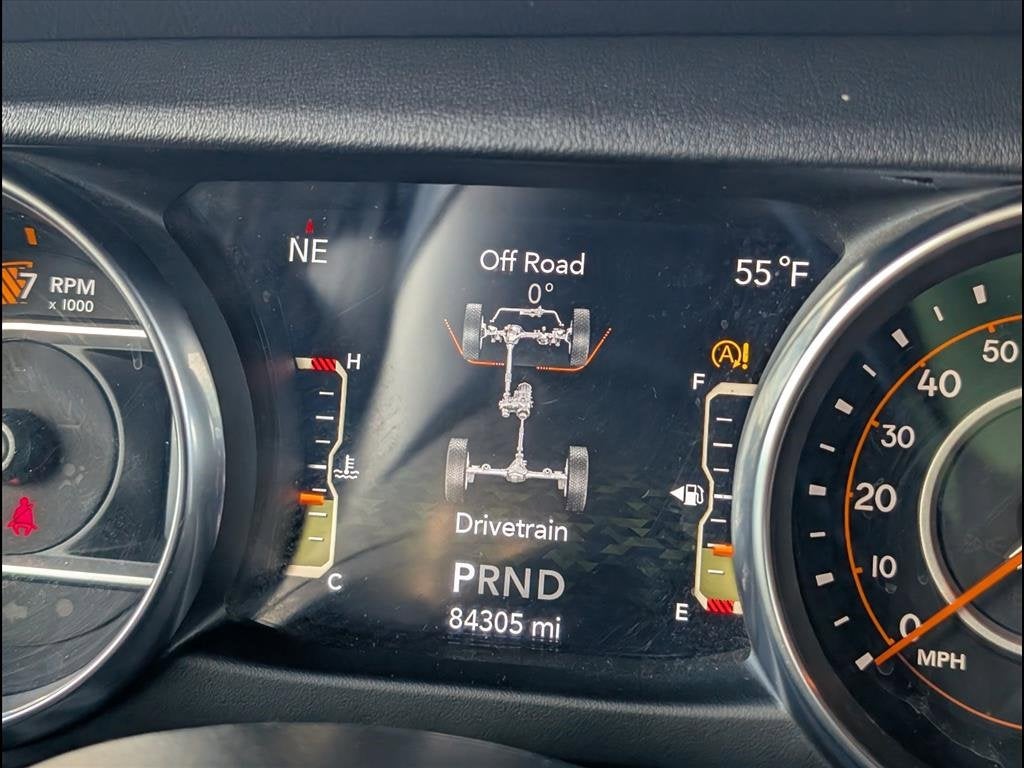 7
RPM
x 1000
NE
Off Road
0°
55 °F
H
C
A!
F
E
Drivetrain
PRND
84305 mi
50
40
30
20
10
0
MPH